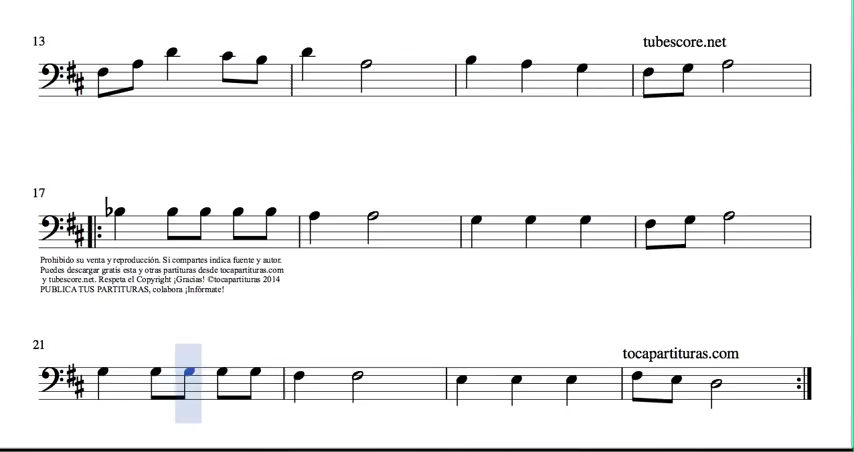 13
tubescore.net
17
Prohibido su venta y reproducción. Si compartes indica fuente y autor.
Puedes descargar gratis esta y otras partituras desde tocapartituras.com
y tubescore.net. Respeta el Copyright ¡Gracias! ©tocapartituras 2014
PUBLICA TUS PARTITURAS, colabora ¡Infórmate!
21
tocapartituras.com